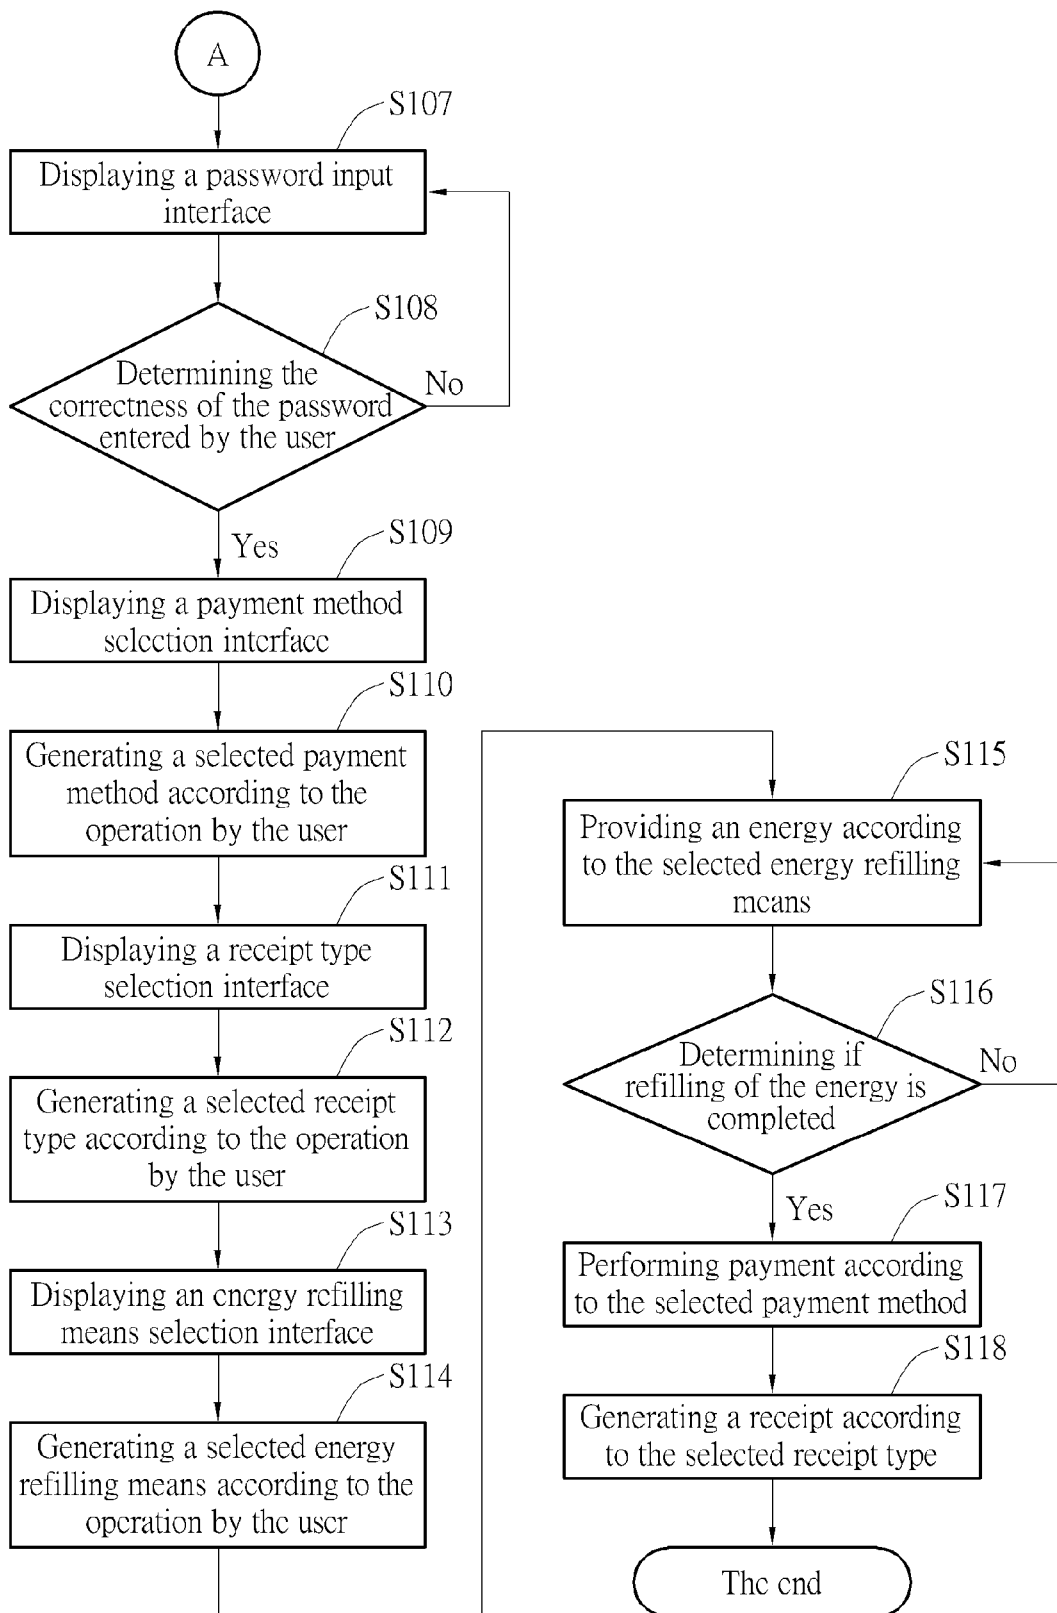 A
S107
Displaying a password input
interface
S108
Determining the
correctness of the password
entered by the user
No
Yes
S109
Displaying a payment method
selection interface
S110
Generating a selected payment
method according to the
operation by the user
S111
Displaying a receipt type
selection interface
S112
Generating a selected receipt
type according to the operation
by the user
S113
Displaying an energy refilling
means selection interface
S114
Generating a selected energy
refilling means according to the
operation by the user
S115
Providing an energy according
to the selected energy refilling
means
S116
Determining if
refilling of the energy is
completed
No
Yes
S117
Performing payment according
to the selected payment method
S118
Generating a receipt according
to the selected receipt type
The end